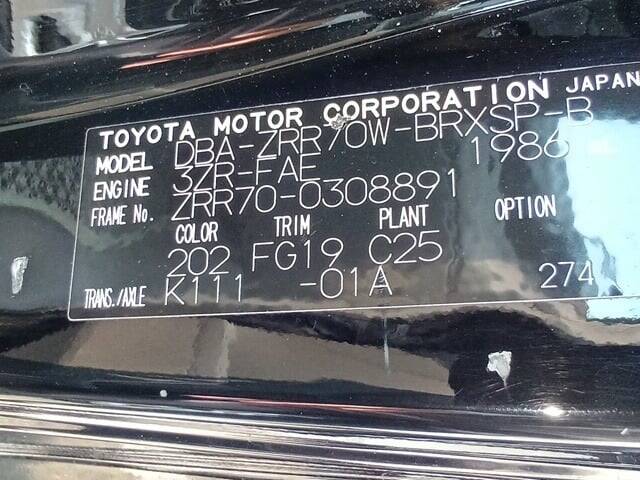 TOYOTA MOTOR CORPORATION JAPAN
MODEL DBA-ZRR70W-BRXSP-B
ENGINE 3ZR-FAE 1986
FRAME No. ZRR70-0308891
COLOR TRIM PLANT OPTION
202 FG19 C25
TRANS./AXLE K111 -01A 274